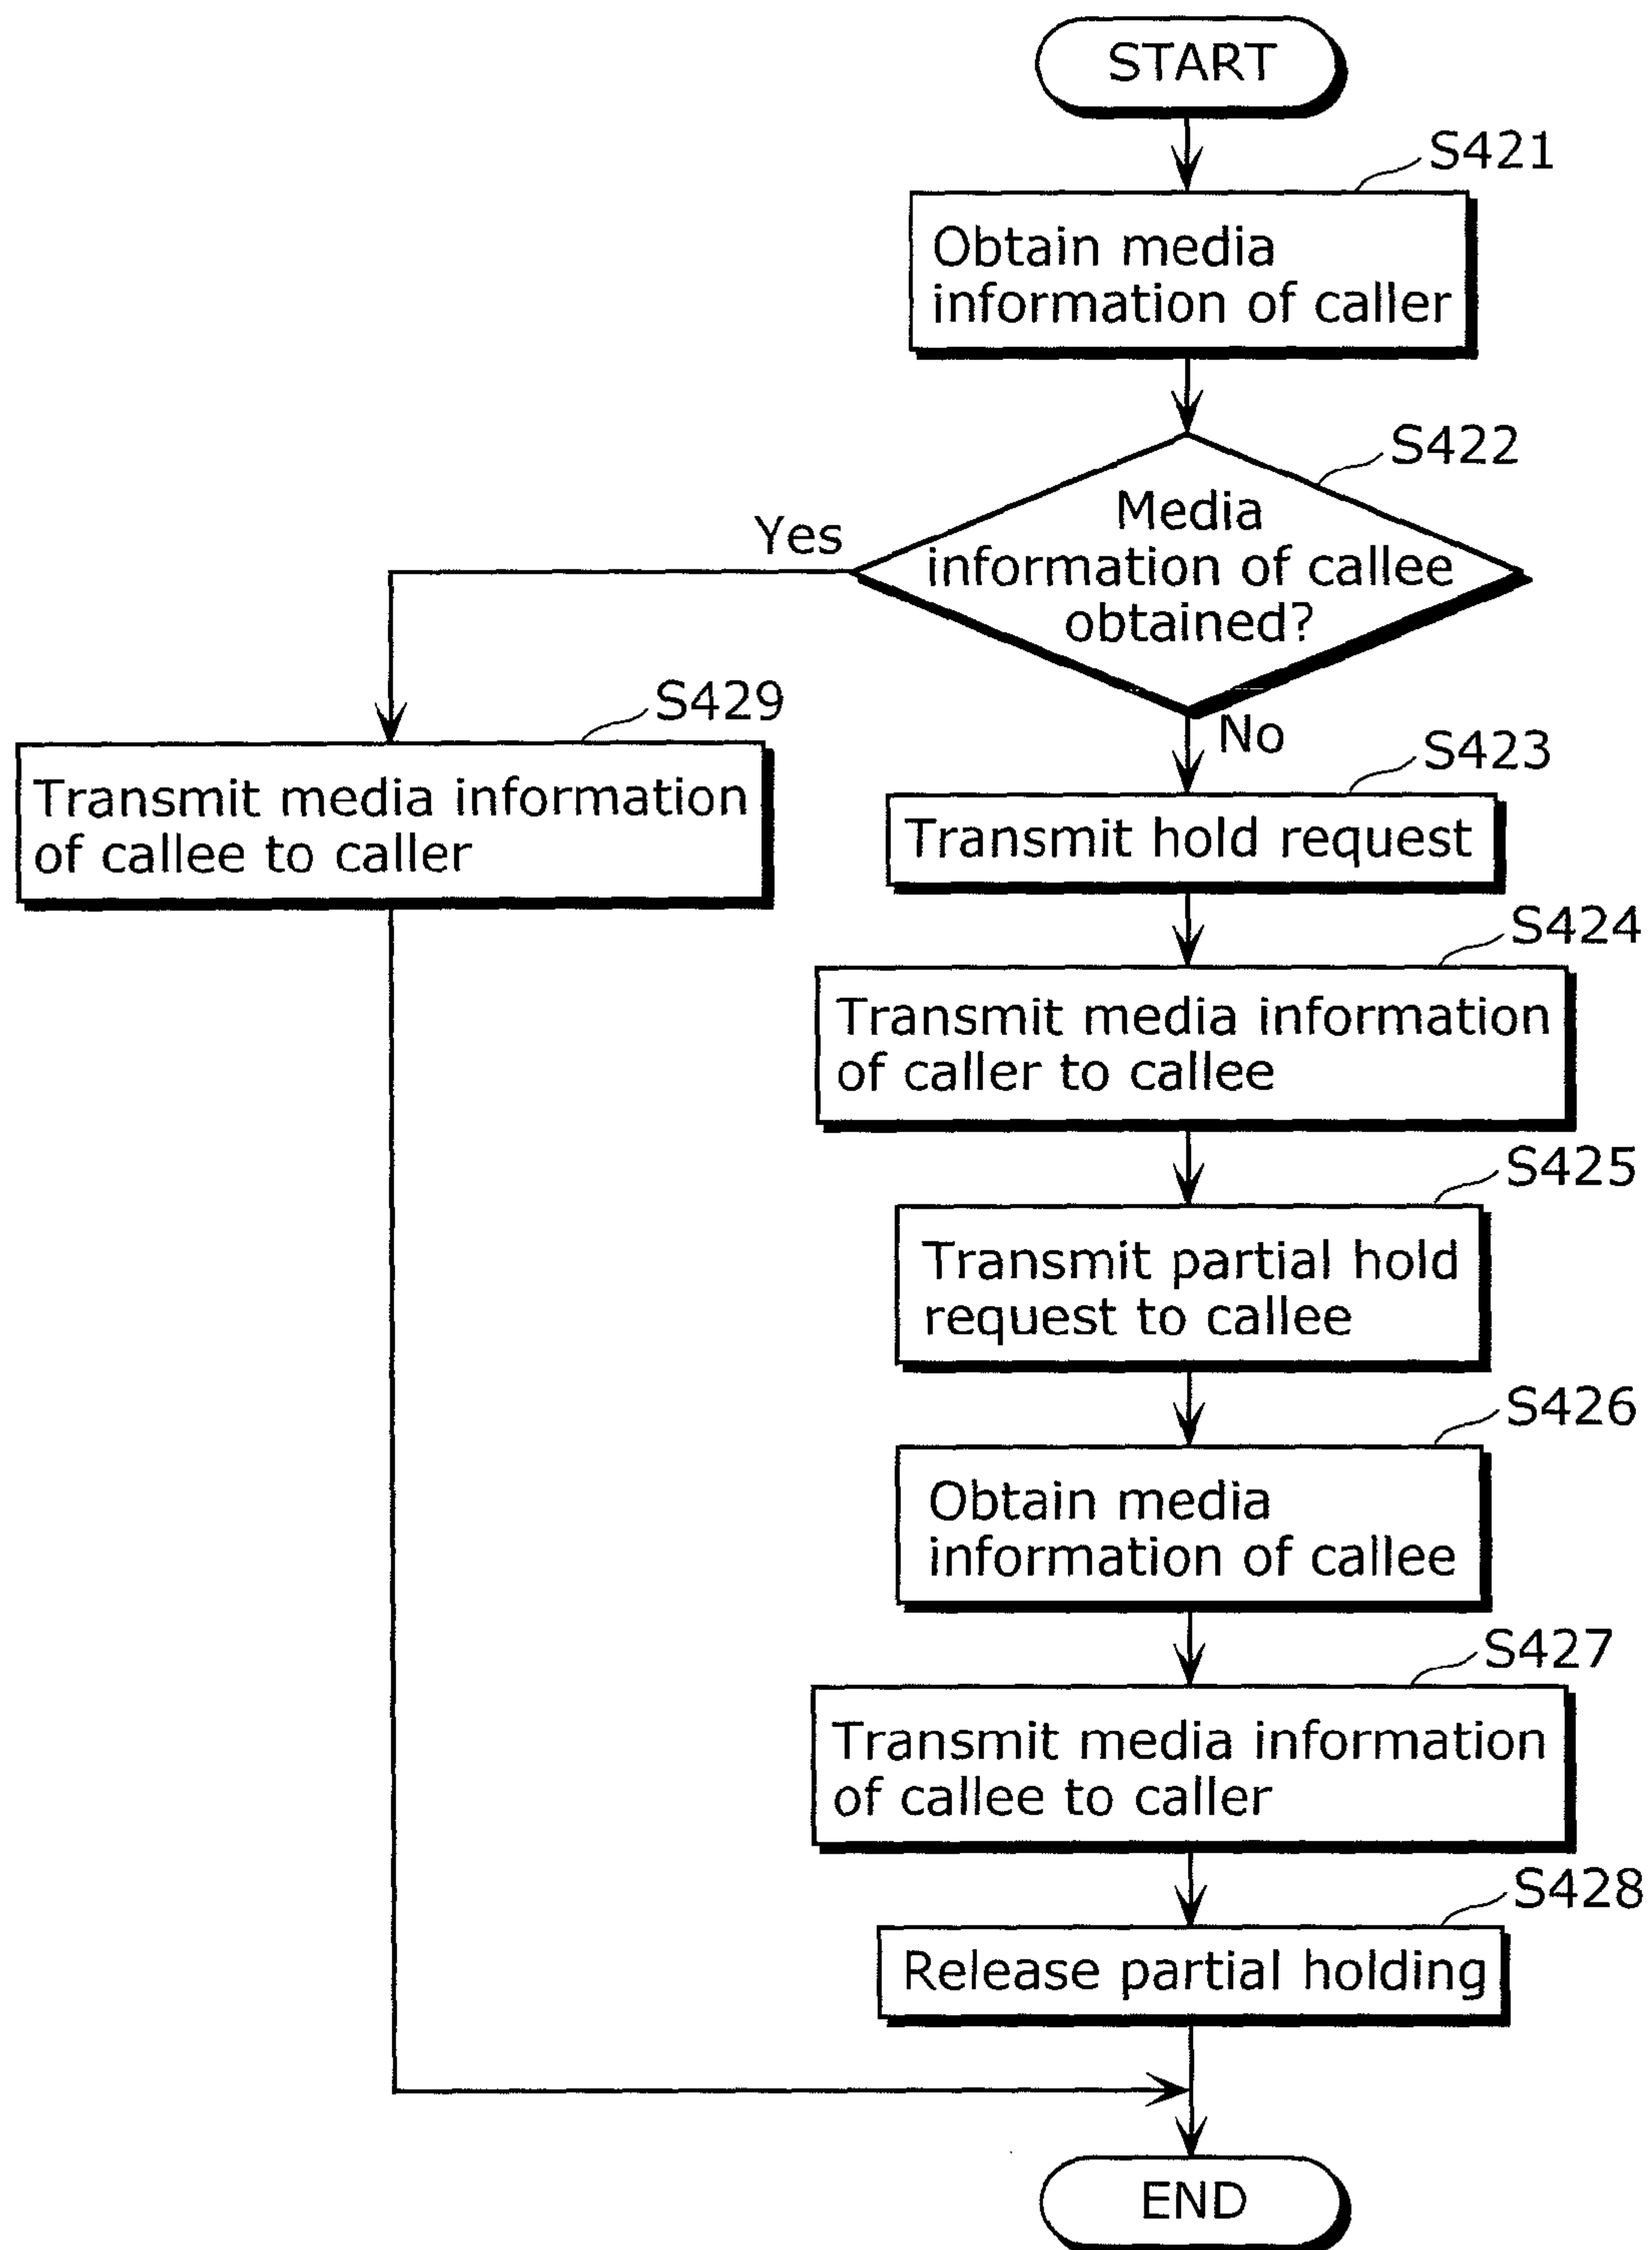 START
S421
Obtain media
information of caller
S422
Media
information of callee
obtained?
Yes
No
S429
Transmit media information
of callee to caller
S423
Transmit hold request
S424
Transmit media information
of caller to callee
S425
Transmit partial hold
request to callee
S426
Obtain media
information of callee
S427
Transmit media information
of callee to caller
S428
Release partial holding
END